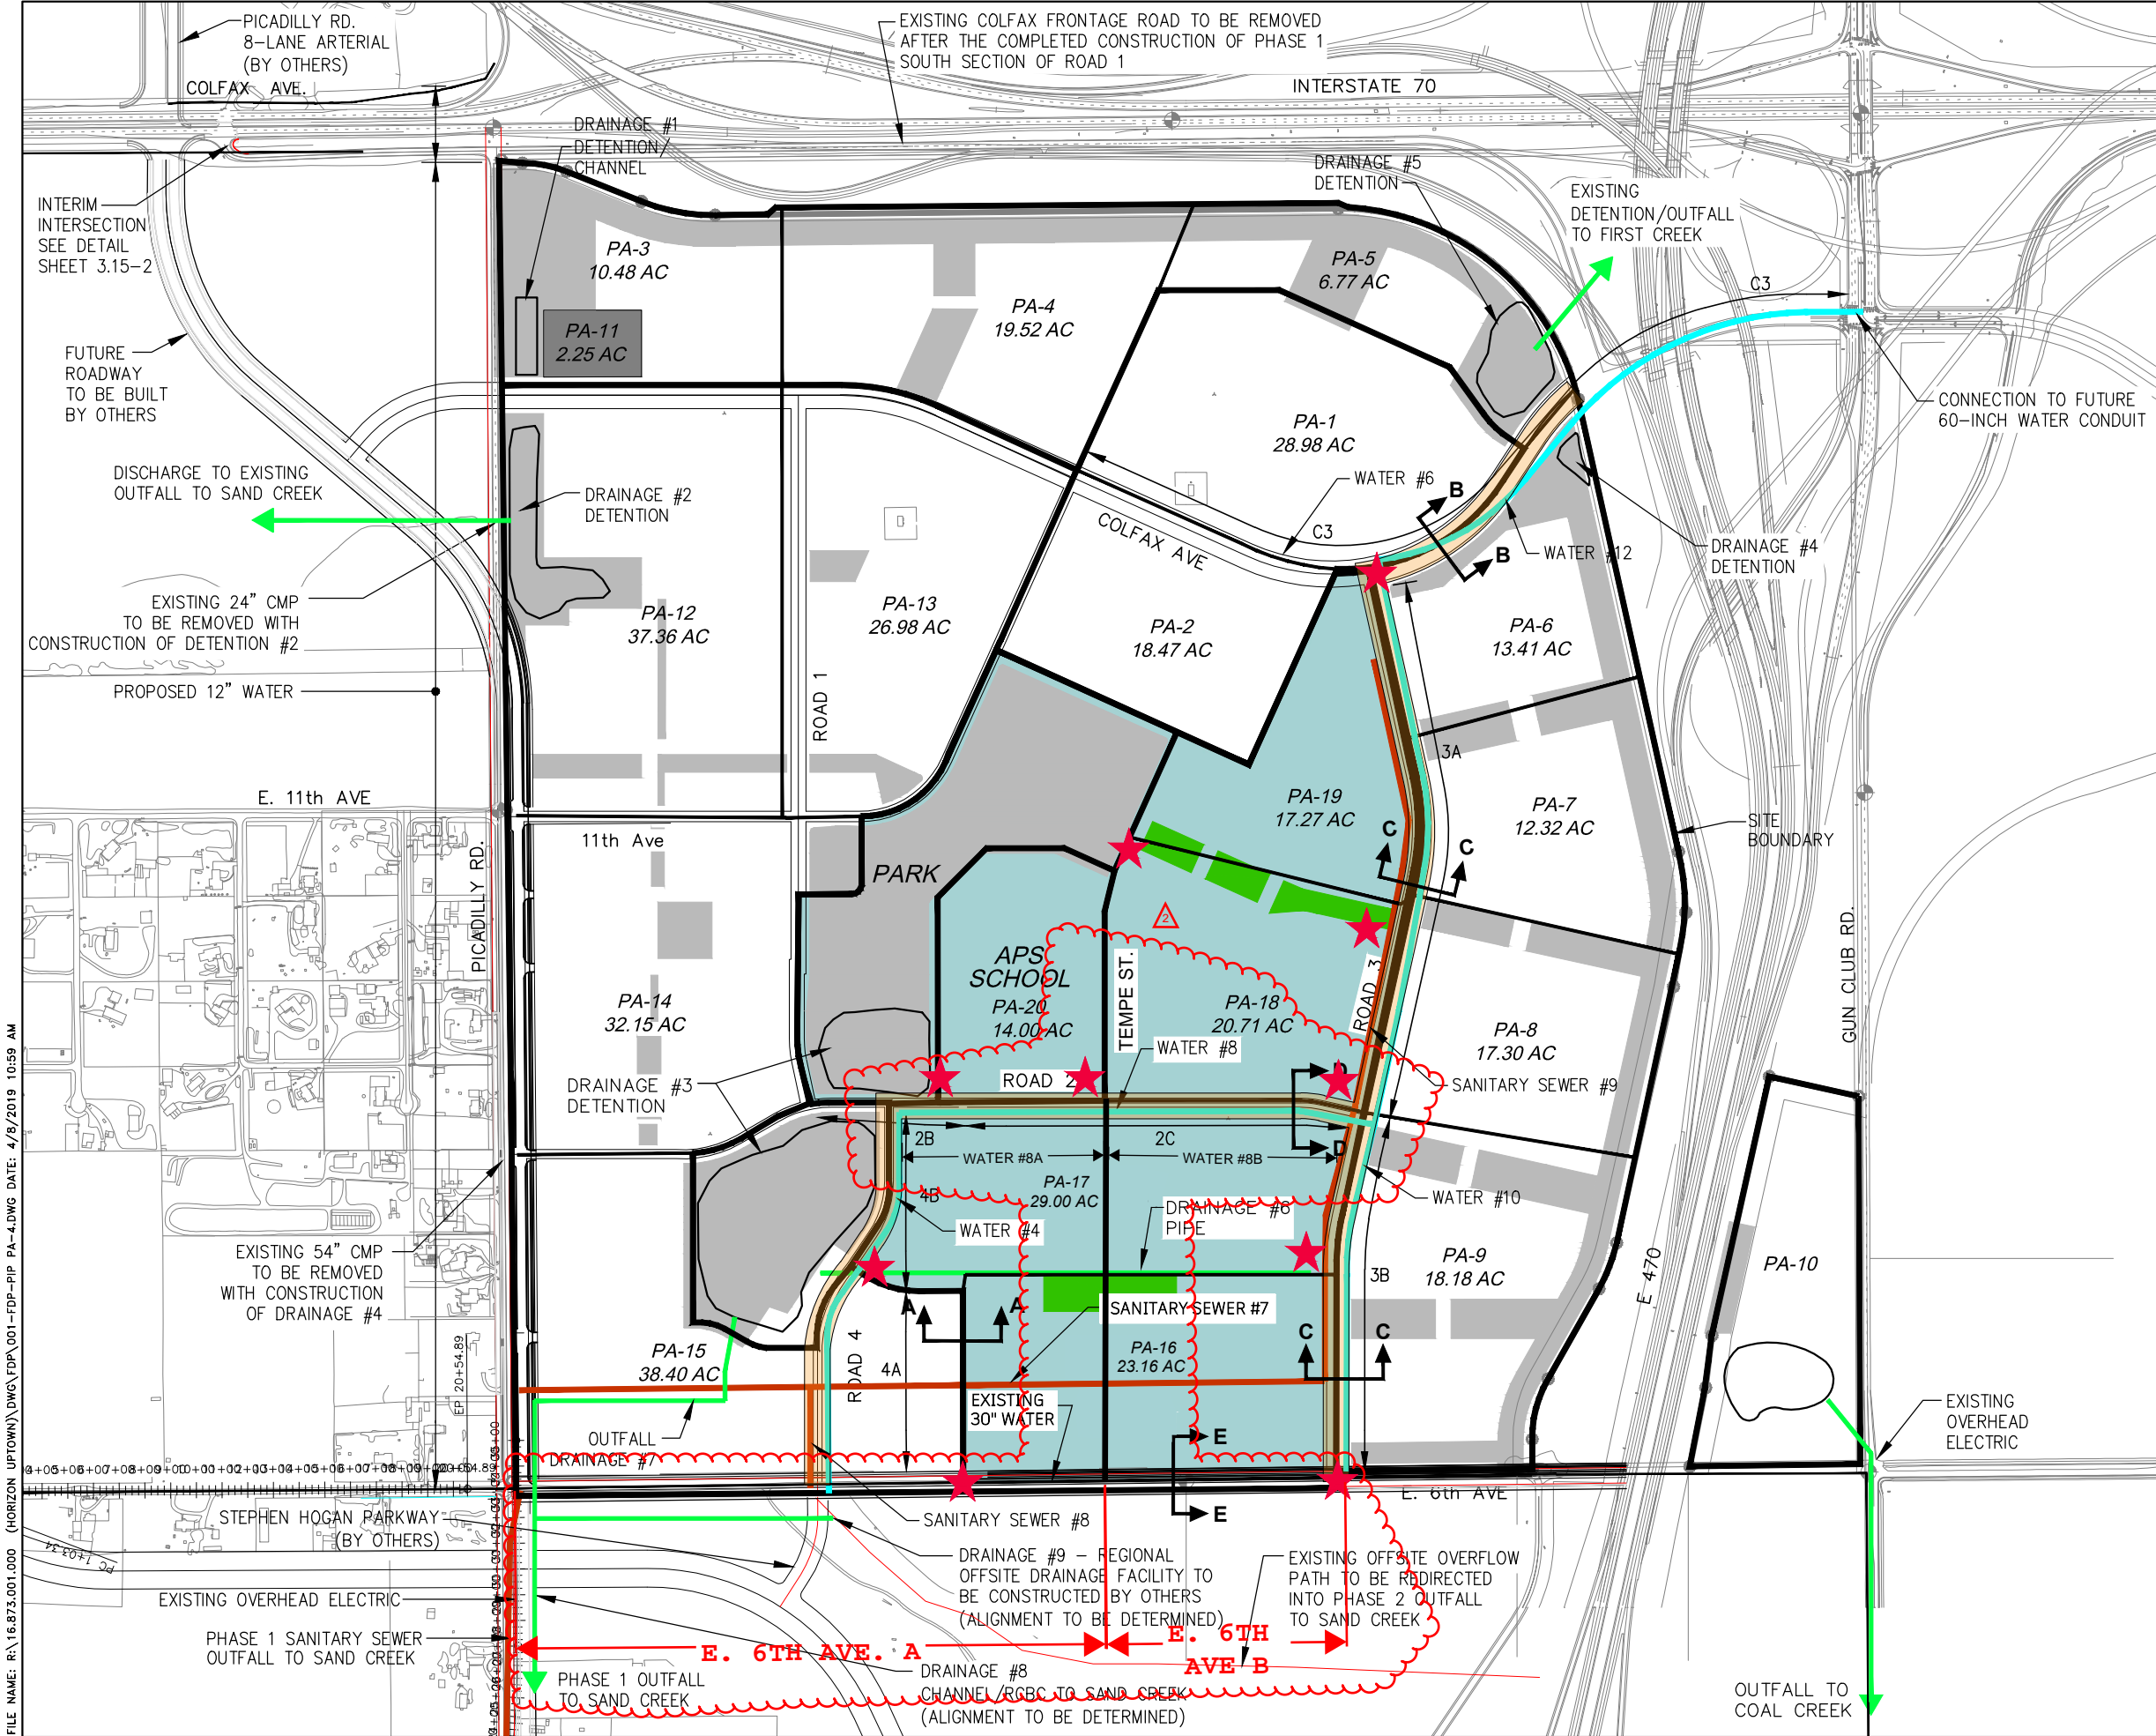 PICADILLY RD.
8-LANE ARTERIAL
(BY OTHERS)
COLFAX AVE.
EXISTING COLFAX FRONTAGE ROAD TO BE REMOVED
AFTER THE COMPLETED CONSTRUCTION OF PHASE 1
SOUTH SECTION OF ROAD 1
INTERSTATE 70
DRAINAGE #1
DETENTION/
CHANNEL
DRAINAGE #5
DETENTION
EXISTING
DETENTION/OUTFALL
TO FIRST CREEK
INTERIM
INTERSECTION
SEE DETAIL
SHEET 3.15-2
PA-3
10.48 AC
PA-4
19.52 AC
PA-5
6.77 AC
C3
PA-11
2.25 AC
FUTURE
ROADWAY
TO BE BUILT
BY OTHERS
CONNECTION TO FUTURE
60-INCH WATER CONDUIT
PA-1
28.98 AC
DISCHARGE TO EXISTING
OUTFALL TO SAND CREEK
DRAINAGE #2
DETENTION
WATER #6
B
COLFAX AVE
C3
B
WATER #12
DRAINAGE #4
DETENTION
EXISTING 24" CMP
TO BE REMOVED WITH
CONSTRUCTION OF DETENTION #2
PA-12
37.36 AC
PA-13
26.98 AC
PA-2
18.47 AC
PA-6
13.41 AC
PROPOSED 12" WATER
ROAD 1
3A
E. 11th AVE
11th Ave
PA-19
17.27 AC
PA-7
12.32 AC
SITE
BOUNDARY
C
C
PARK
PICADILLY RD.
2
APS
SCHOOL
PA-20
14.00 AC
TEMPE ST.
PA-18
20.71 AC
ROAD 3
GUN CLUB RD.
PA-14
32.15 AC
PA-8
17.30 AC
WATER #8
DRAINAGE #3
DETENTION
ROAD 2
D
SANITARY SEWER #9
2B
2C
D
WATER #8A
WATER #8B
PA-17
29.00 AC
4B
WATER #10
WATER #4
DRAINAGE #6
PIPE
EXISTING 54" CMP
TO BE REMOVED
WITH CONSTRUCTION
OF DRAINAGE #4
PA-9
18.18 AC
E 470
PA-10
3B
A
A
SANITARY SEWER #7
C
C
PA-15
38.40 AC
ROAD 4
4A
PA-16
23.16 AC
EP 20+54.89
EXISTING
30" WATER
EXISTING
OVERHEAD
ELECTRIC
OUTFALL
DRAINAGE #7
E
E. 6th AVE
E
STEPHEN HOGAN PARKWAY
(BY OTHERS)
SANITARY SEWER #8
PC 1+03.34
DRAINAGE #9 - REGIONAL
OFFSITE DRAINAGE FACILITY TO
BE CONSTRUCTED BY OTHERS
(ALIGNMENT TO BE DETERMINED)
EXISTING OFFSITE OVERFLOW
PATH TO BE REDIRECTED
INTO PHASE 2 OUTFALL
TO SAND CREEK
EXISTING OVERHEAD ELECTRIC
PHASE 1 SANITARY SEWER
OUTFALL TO SAND CREEK
E. 6TH AVE. A
E. 6TH
AVE B
PHASE 1 OUTFALL
TO SAND CREEK
DRAINAGE #8
CHANNEL/RCBC TO SAND CREEK
(ALIGNMENT TO BE DETERMINED)
OUTFALL TO
COAL CREEK
FILE NAME: R:\16.873.001.000 (HORIZON UPTOWN)\DWG\FDP\001-FDP-PIP PA-4.DWG DATE: 4/8/2019 10:59 AM